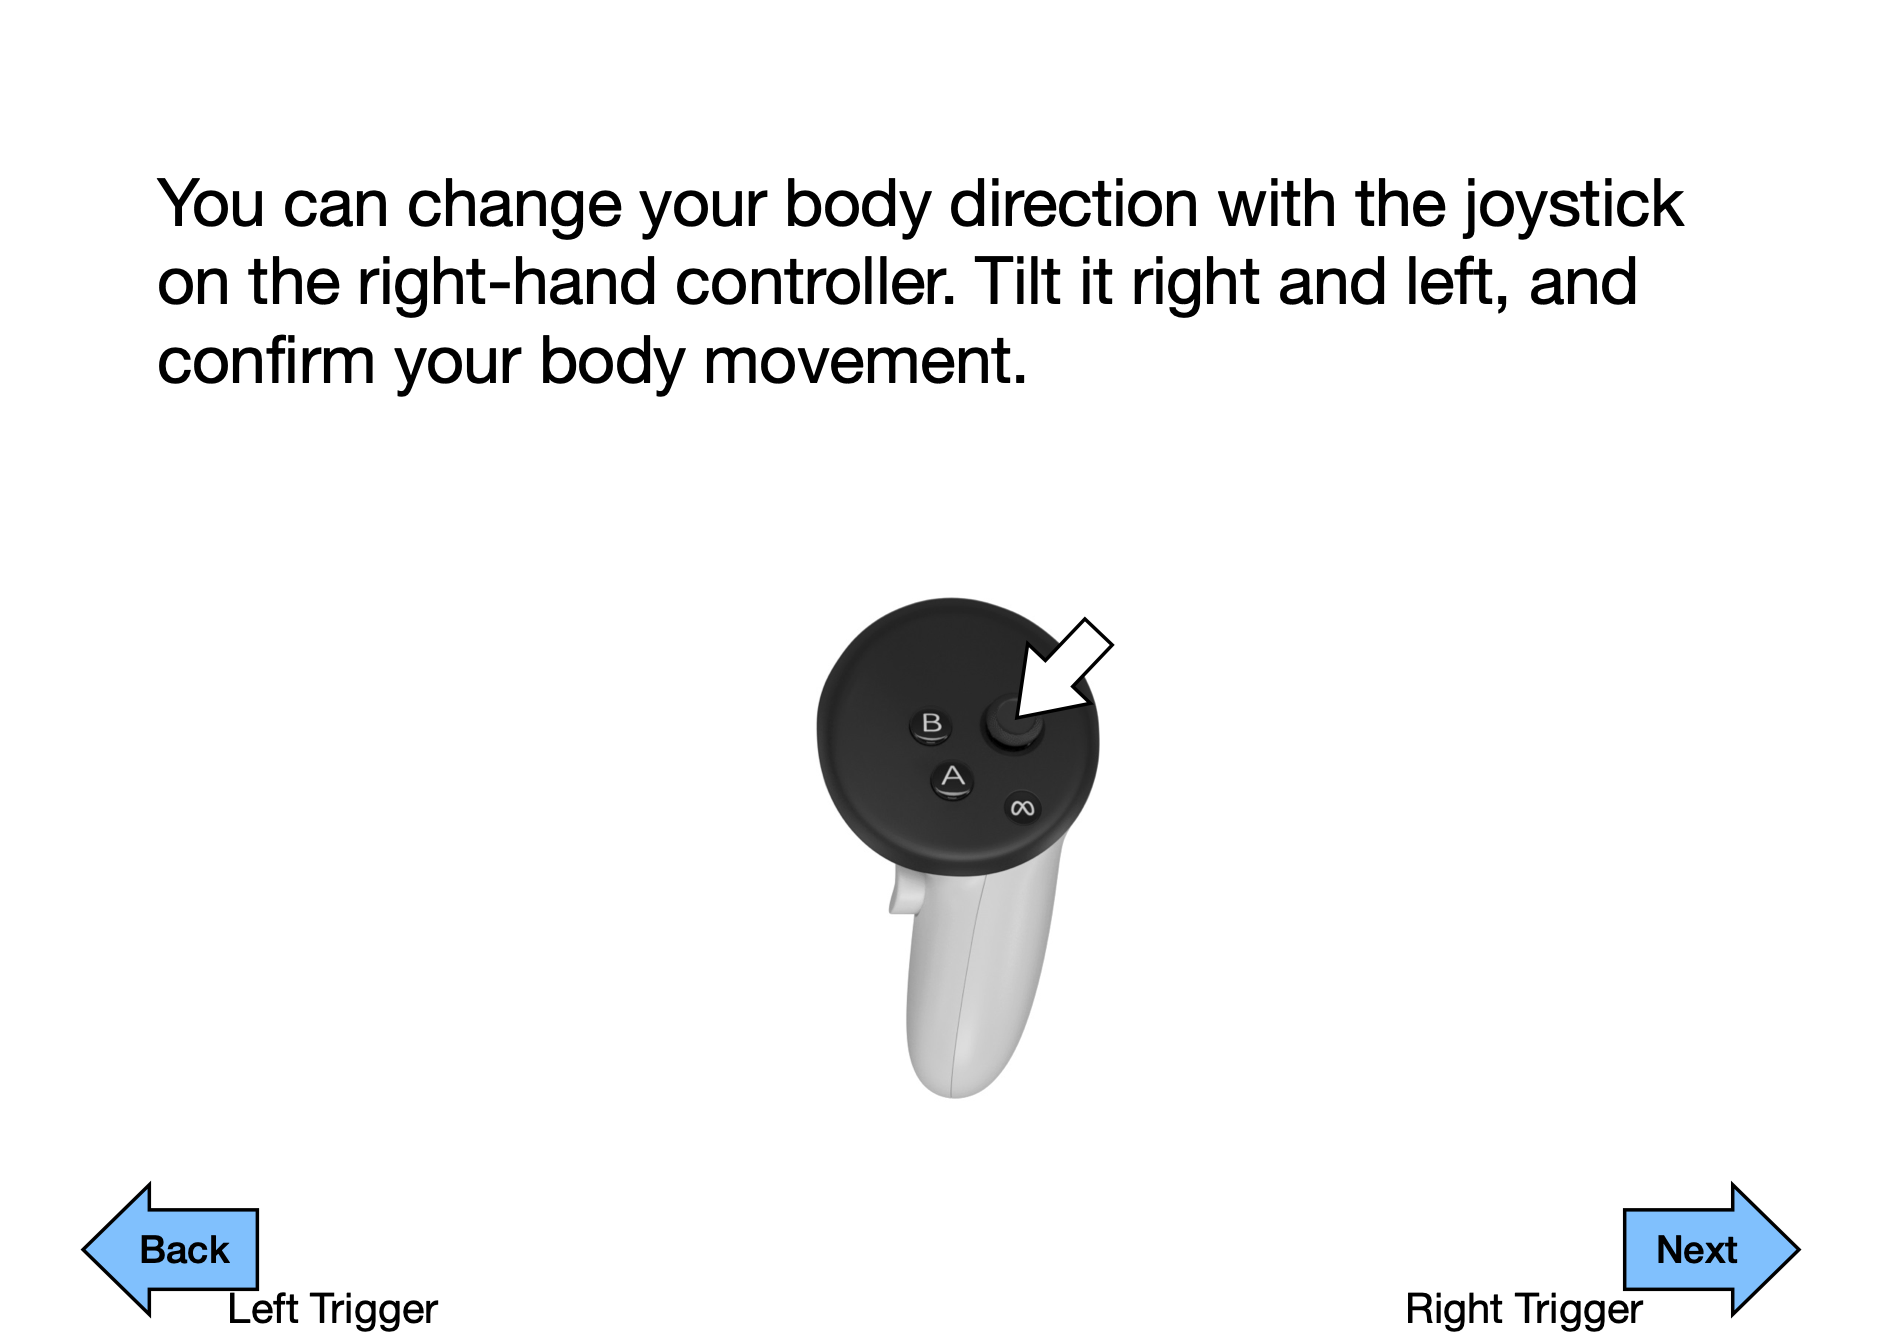 You can change your body direction with the joystick
on the right-hand controller. Tilt it right and left, and
confirm your body movement.
B
A
Back
Left Trigger
Next
Right Trigger